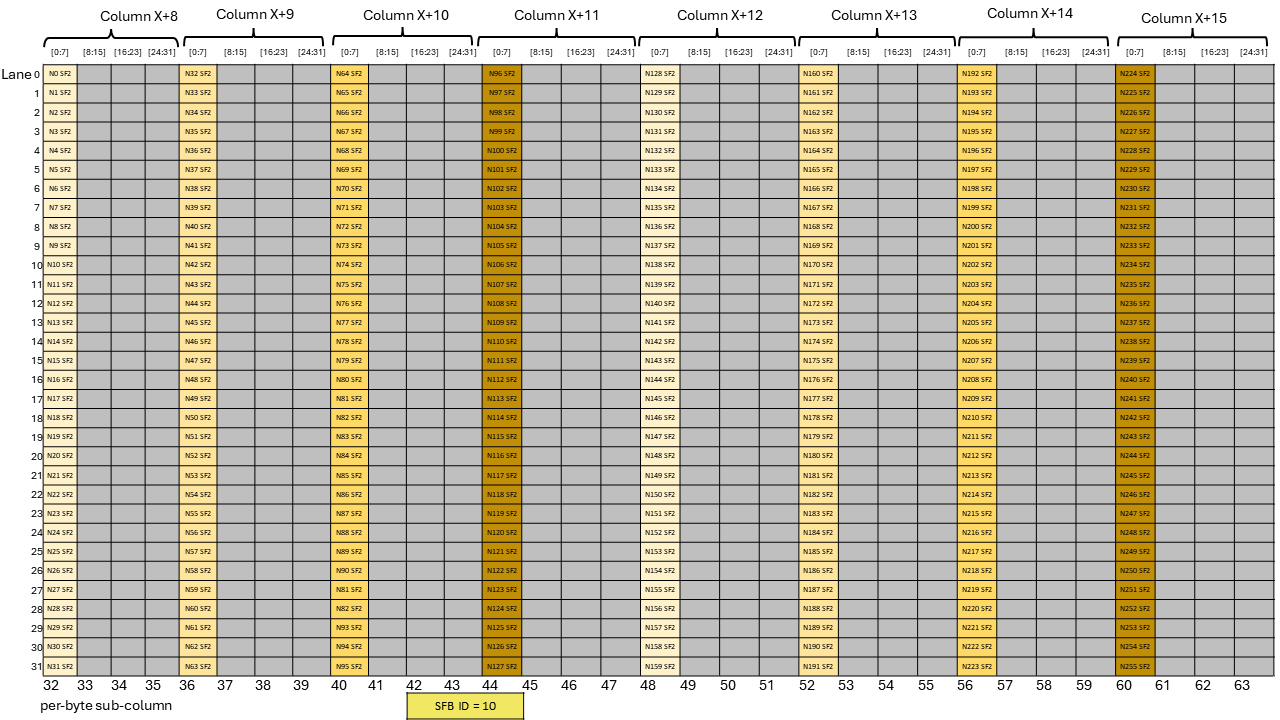 Column X+8 Column X+9 Column X+10 Column X+11 Column X+12 Column X+13 Column X+14 Column X+15
[0:7] [8:15] [16:23] [24:31] [0:7] [8:15] [16:23] [24:31] [0:7] [8:15] [16:23] [24:31] [0:7] [8:15] [16:23] [24:31] [0:7] [8:15] [16:23] [24:31] [0:7] [8:15] [16:23] [24:31] [0:7] [8:15] [16:23] [24:31] [0:7] [8:15] [16:23] [24:31]
Lane 0 N0 SF2 N32 SF2 N64 SF2 N96 SF2 N128 SF2 N160 SF2 N192 SF2 N224 SF2
1 N1 SF2 N33 SF2 N65 SF2 N97 SF2 N129 SF2 N161 SF2 N193 SF2 N225 SF2
2 N2 SF2 N34 SF2 N66 SF2 N98 SF2 N130 SF2 N162 SF2 N194 SF2 N226 SF2
3 N3 SF2 N35 SF2 N67 SF2 N99 SF2 N131 SF2 N163 SF2 N195 SF2 N227 SF2
4 N4 SF2 N36 SF2 N68 SF2 N100 SF2 N132 SF2 N164 SF2 N196 SF2 N228 SF2
5 N5 SF2 N37 SF2 N69 SF2 N101 SF2 N133 SF2 N165 SF2 N197 SF2 N229 SF2
6 N6 SF2 N38 SF2 N70 SF2 N102 SF2 N134 SF2 N166 SF2 N198 SF2 N230 SF2
7 N7 SF2 N39 SF2 N71 SF2 N103 SF2 N135 SF2 N167 SF2 N199 SF2 N231 SF2
8 N8 SF2 N40 SF2 N72 SF2 N104 SF2 N136 SF2 N168 SF2 N200 SF2 N232 SF2
9 N9 SF2 N41 SF2 N73 SF2 N105 SF2 N137 SF2 N169 SF2 N201 SF2 N233 SF2
10 N10 SF2 N42 SF2 N74 SF2 N106 SF2 N138 SF2 N170 SF2 N202 SF2 N234 SF2
11 N11 SF2 N43 SF2 N75 SF2 N107 SF2 N139 SF2 N171 SF2 N203 SF2 N235 SF2
12 N12 SF2 N44 SF2 N76 SF2 N108 SF2 N140 SF2 N172 SF2 N204 SF2 N236 SF2
13 N13 SF2 N45 SF2 N77 SF2 N109 SF2 N141 SF2 N173 SF2 N205 SF2 N237 SF2
14 N14 SF2 N46 SF2 N78 SF2 N110 SF2 N142 SF2 N174 SF2 N206 SF2 N238 SF2
15 N15 SF2 N47 SF2 N79 SF2 N111 SF2 N143 SF2 N175 SF2 N207 SF2 N239 SF2
16 N16 SF2 N48 SF2 N80 SF2 N112 SF2 N144 SF2 N176 SF2 N208 SF2 N240 SF2
17 N17 SF2 N49 SF2 N81 SF2 N113 SF2 N145 SF2 N177 SF2 N209 SF2 N241 SF2
18 N18 SF2 N50 SF2 N82 SF2 N114 SF2 N146 SF2 N178 SF2 N210 SF2 N242 SF2
19 N19 SF2 N51 SF2 N83 SF2 N115 SF2 N147 SF2 N179 SF2 N211 SF2 N243 SF2
20 N20 SF2 N52 SF2 N84 SF2 N116 SF2 N148 SF2 N180 SF2 N212 SF2 N244 SF2
21 N21 SF2 N53 SF2 N85 SF2 N117 SF2 N149 SF2 N181 SF2 N213 SF2 N245 SF2
22 N22 SF2 N54 SF2 N86 SF2 N118 SF2 N150 SF2 N182 SF2 N214 SF2 N246 SF2
23 N23 SF2 N55 SF2 N87 SF2 N119 SF2 N151 SF2 N183 SF2 N215 SF2 N247 SF2
24 N24 SF2 N56 SF2 N88 SF2 N120 SF2 N152 SF2 N184 SF2 N216 SF2 N248 SF2
25 N25 SF2 N57 SF2 N89 SF2 N121 SF2 N153 SF2 N185 SF2 N217 SF2 N249 SF2
26 N26 SF2 N58 SF2 N90 SF2 N122 SF2 N154 SF2 N186 SF2 N218 SF2 N250 SF2
27 N27 SF2 N59 SF2 N81 SF2 N123 SF2 N155 SF2 N187 SF2 N219 SF2 N251 SF2
28 N28 SF2 N60 SF2 N82 SF2 N124 SF2 N156 SF2 N188 SF2 N220 SF2 N252 SF2
29 N29 SF2 N61 SF2 N93 SF2 N125 SF2 N157 SF2 N189 SF2 N221 SF2 N253 SF2
30 N30 SF2 N62 SF2 N94 SF2 N126 SF2 N158 SF2 N190 SF2 N222 SF2 N254 SF2
31 N31 SF2 N63 SF2 N95 SF2 N127 SF2 N159 SF2 N191 SF2 N223 SF2 N255 SF2
32 33 34 35 36 37 38 39 40 41 42 43 44 45 46 47 48 49 50 51 52 53 54 55 56 57 58 59 60 61 62 63
per-byte sub-column
SFB ID = 10